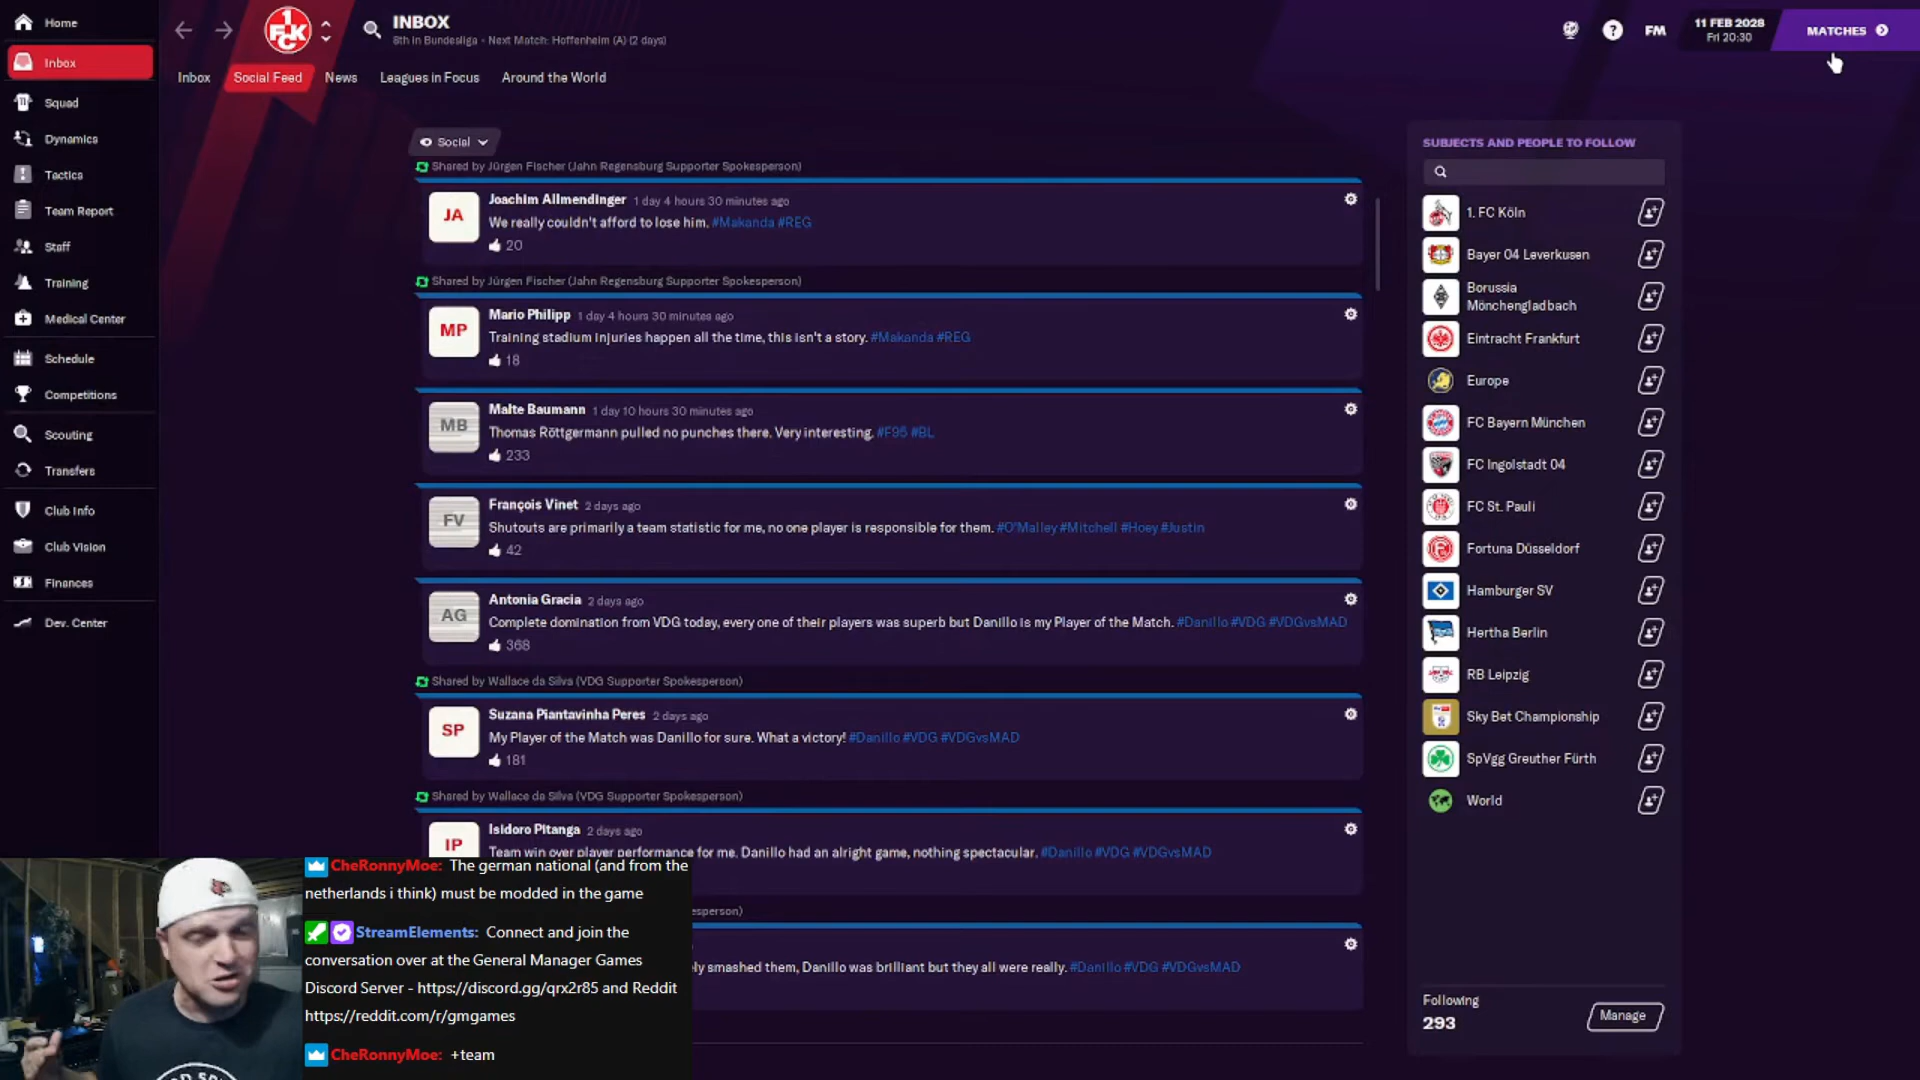 Home
Inbox
Squad
Dynamics
Tactics
Team Report
Staff
Training
Medical Center
Schedule
Competitions
Scouting
Transfers
Club Info
Club Vision
Finances
Dev. Center
1 FCK
INBOX
8th in Bundesliga - Next Match: Hoffenheim (A) (2 days)
FM
11 FEB 2028
Fri 20:30
MATCHES
Inbox
Social Feed
News
Leagues in Focus
Around the World
Social
Shared by Jürgen Fischer (Jahn Regensburg Supporter Spokesperson)
JA
Joachim Allmendinger 1 day 4 hours 30 minutes ago
We really couldn't afford to lose him. #Makanda #REG
20
Shared by Jürgen Fischer (Jahn Regensburg Supporter Spokesperson)
MP
Mario Philipp 1 day 4 hours 30 minutes ago
Training stadium injuries happen all the time, this isn't a story. #Makanda #REG
18
MB
Malte Baumann 1 day 10 hours 30 minutes ago
Thomas Röttgermann pulled no punches there. Very interesting. #F95 #BL
233
FV
François Vinet 2 days ago
Shutouts are primarily a team statistic for me, no one player is responsible for them. #O'Malley #Mitchell #Hoey #Justin
42
AG
Antonia Gracia 2 days ago
Complete domination from VDG today, every one of their players was superb but Danillo is my Player of the Match. #Danillo #VDG #VDGvsMAD
368
Shared by Wallace da Silva (VDG Supporter Spokesperson)
SP
Suzana Piantavinha Peres 2 days ago
My Player of the Match was Danillo for sure. What a victory! #Danillo #VDG #VDGvsMAD
181
Shared by Wallace da Silva (VDG Supporter Spokesperson)
IP
Isidoro Pitanga 2 days ago
Team win over player performance for me. Danillo had an alright game, nothing spectacular. #Danillo #VDG #VDGvsMAD
esperson)
ly smashed them, Danillo was brilliant but they all were really. #Danillo #VDG #VDGvsMAD
SUBJECTS AND PEOPLE TO FOLLOW
1. FC Köln
Bayer 04 Leverkusen
Borussia
Mönchengladbach
Eintracht Frankfurt
Europe
FC Bayern München
FC Ingolstadt 04
FC St. Pauli
Fortuna Düsseldorf
Hamburger SV
Hertha Berlin
RB Leipzig
Sky Bet Championship
SpVgg Greuther Fürth
World
Following
293
Manage
CheRonnyMoe: The german national (and from the
netherlands i think) must be modded in the game
StreamElements: Connect and join the
conversation over at the General Manager Games
Discord Server - https://discord.gg/qrx2r85 and Reddit
https://reddit.com/r/gmgames
CheRonnyMoe: +team